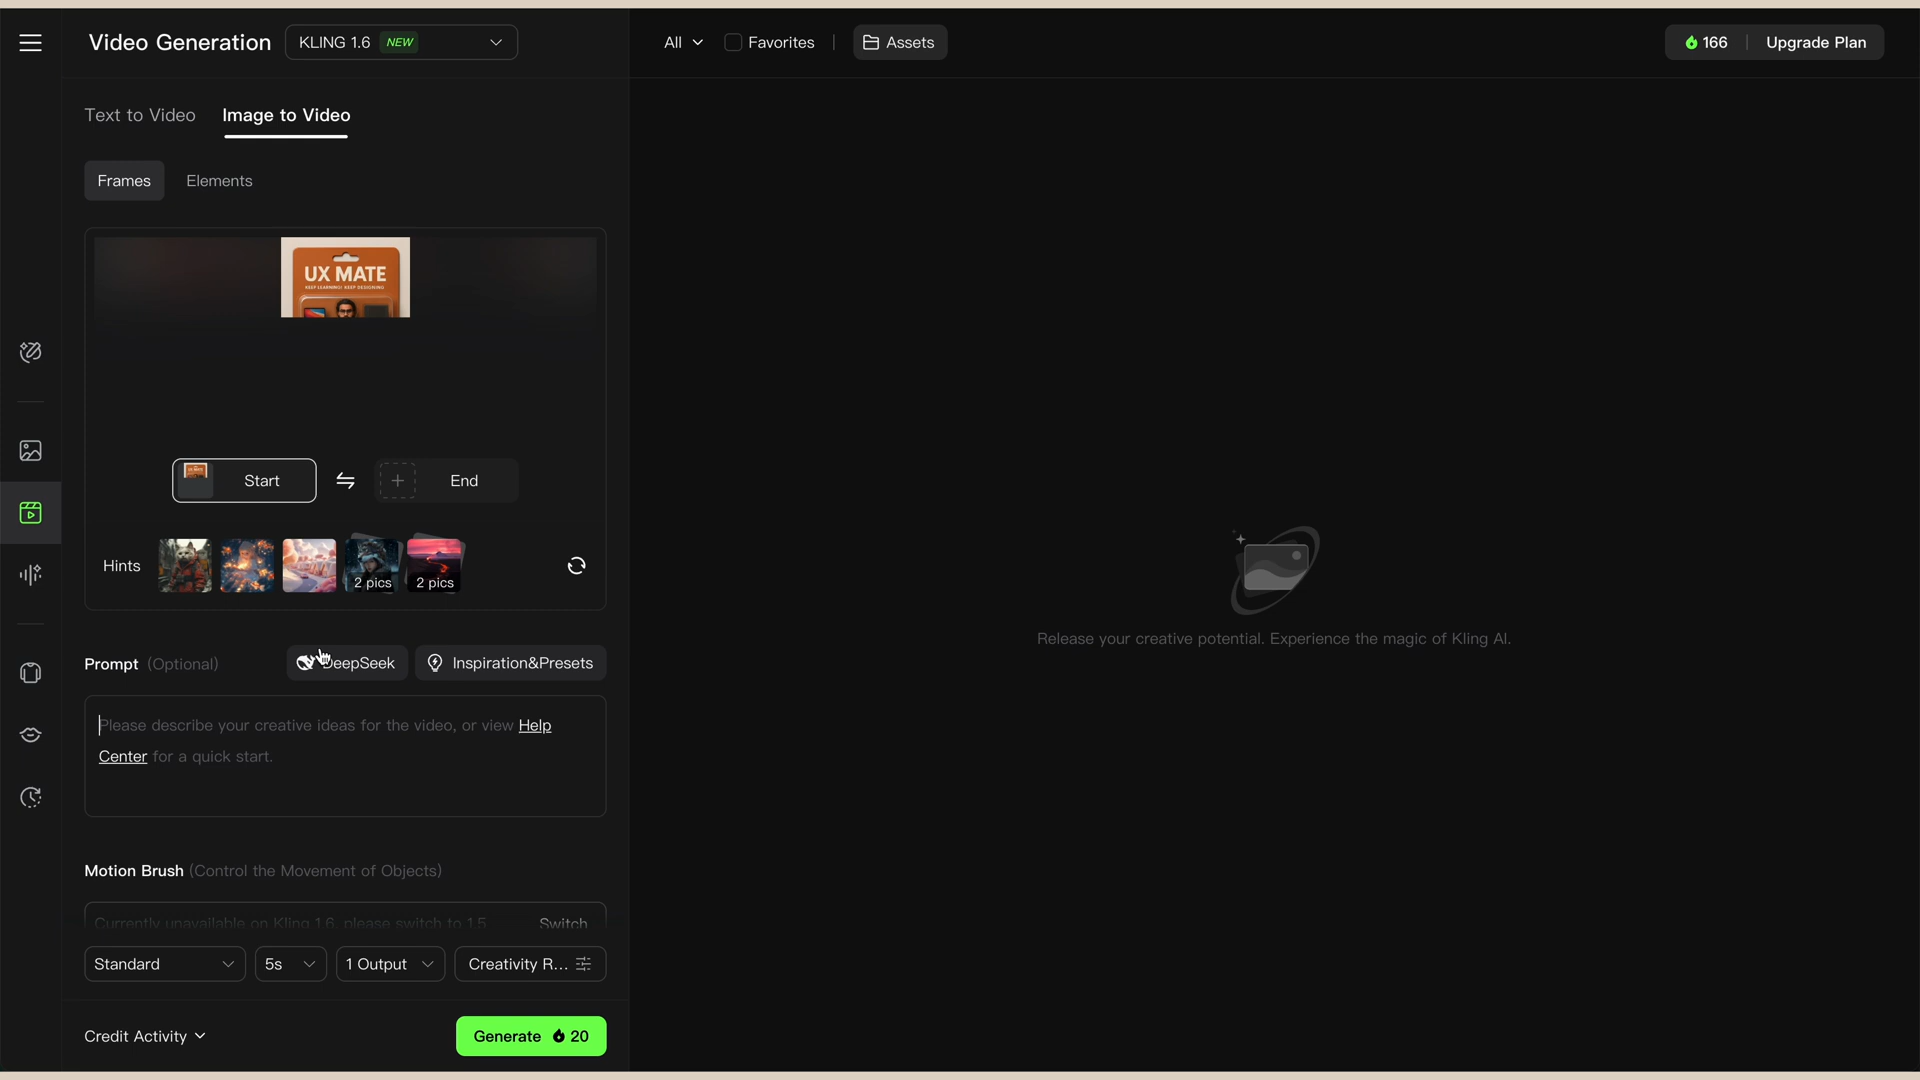 Video Generation
KLING 1.6 NEW
All
Favorites
Assets
166
Upgrade Plan
Text to Video
Image to Video
Frames
Elements
UX MATE
KEEP LEARNING! KEEP DESIGNING
Start
End
Hints
2 pics
2 pics
Release your creative potential. Experience the magic of Kling AI.
Prompt (Optional)
DeepSeek
Inspiration&Presets
Please describe your creative ideas for the video, or view Help
Center for a quick start.
Motion Brush (Control the Movement of Objects)
Currently unavailable on Kling 1.6, please switch to 1.5
Switch
Standard
5s
1 Output
Creativity R...
Credit Activity
Generate 20